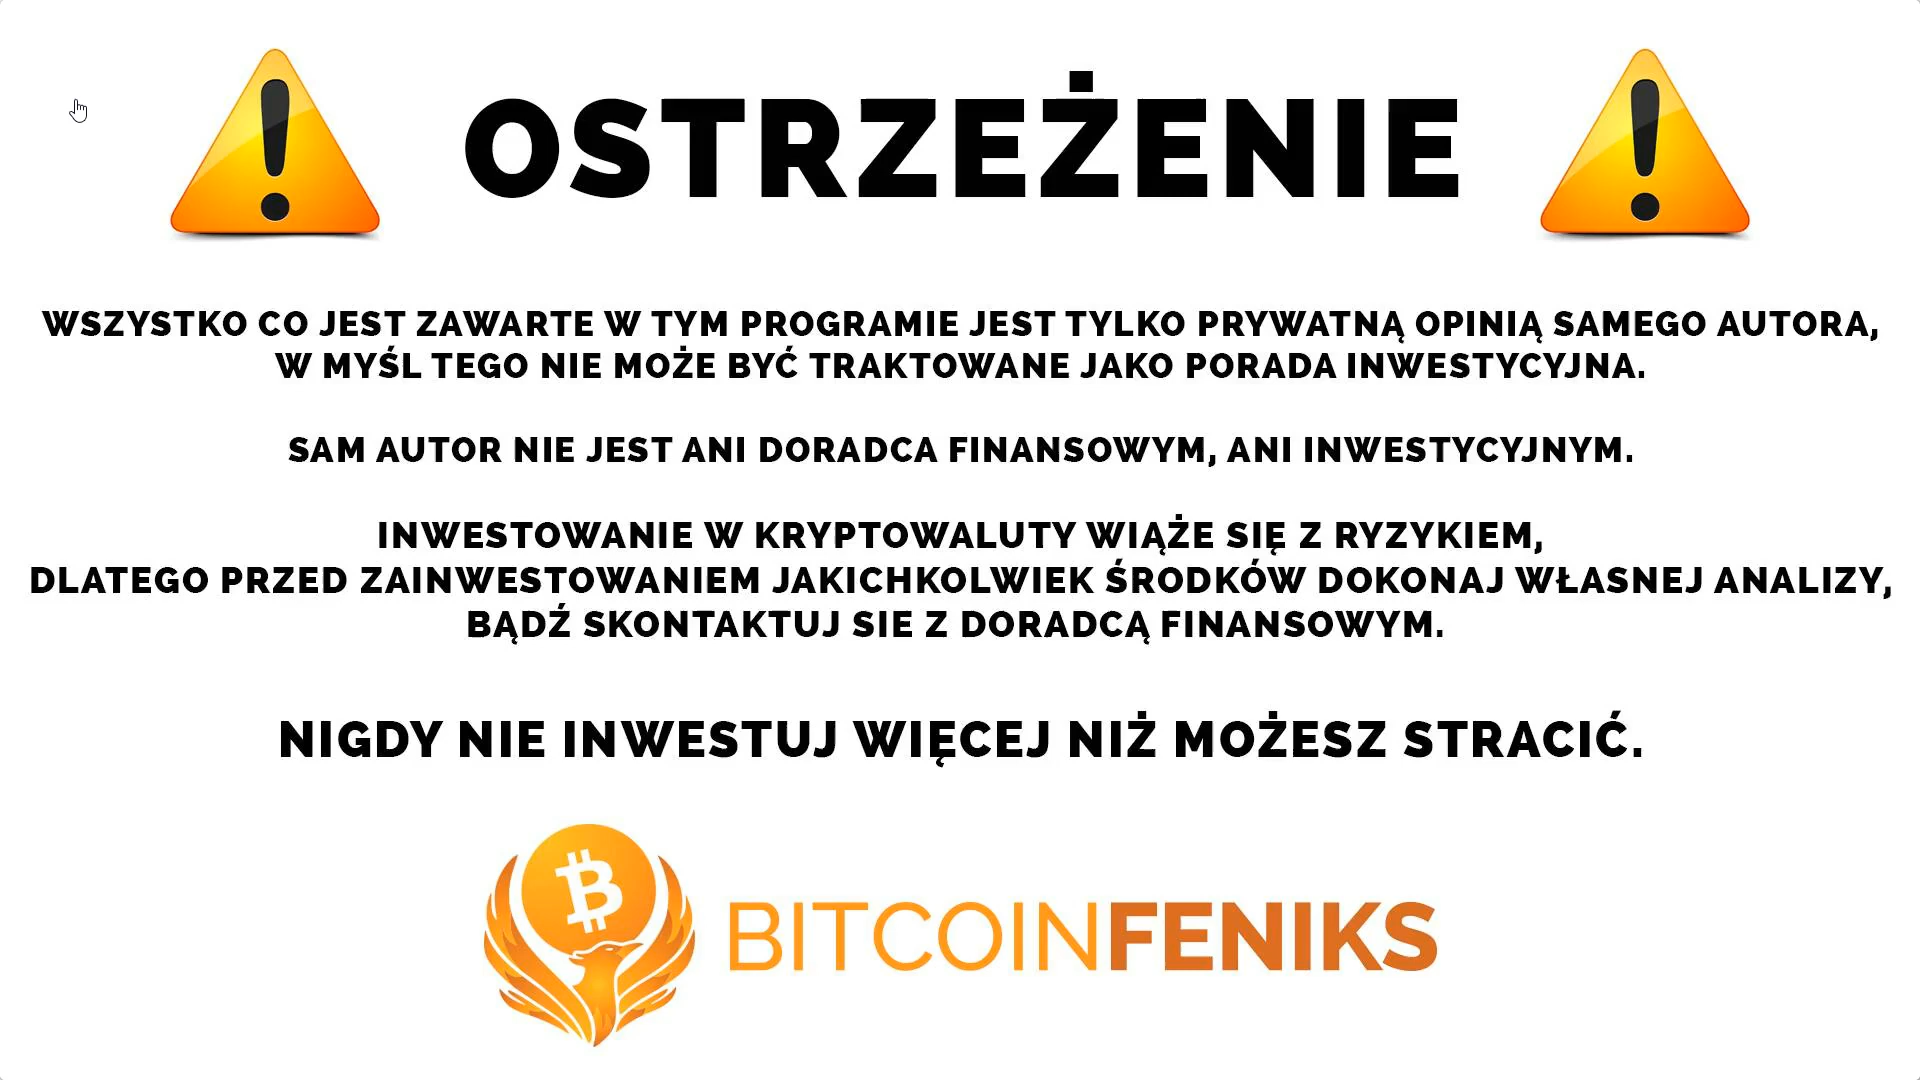 OSTRZEŻENIE
WSZYSTKO CO JEST ZAWARTE W TYM PROGRAMIE JEST TYLKO PRYWATNĄ OPINIĄ SAMEGO AUTORA,
W MYŚL TEGO NIE MOŻE BYĆ TRAKTOWANE JAKO PORADA INWESTYCYJNA.
SAM AUTOR NIE JEST ANI DORADCA FINANSOWYM, ANI INWESTYCYJNYM.
INWESTOWANIE W KRYPTOWALUTY WIĄŻE SIĘ Z RYZYKIEM,
DLATEGO PRZED ZAINWESTOWANIEM JAKICHKOLWIEK ŚRODKÓW DOKONAJ WŁASNEJ ANALIZY,
BĄDŹ SKONTAKTUJ SIE Z DORADCĄ FINANSOWYM.
NIGDY NIE INWESTUJ WIĘCEJ NIŻ MOŻESZ STRACIĆ.
BITCOINFENIKS